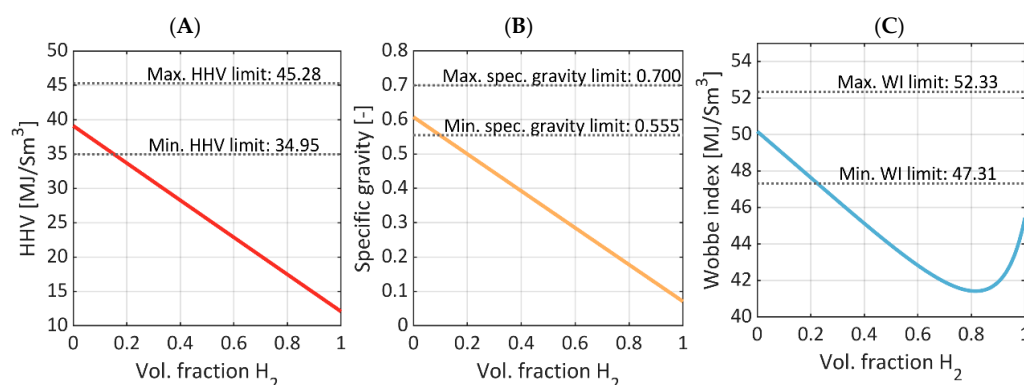 (A)
50
45
40
35
30
25
20
15
10
HHV [MJ/Sm³]
Max. HHV limit: 45.28
Min. HHV limit: 34.95
0 0.2 0.4 0.6 0.8 1
Vol. fraction H₂
(B)
0.8
0.7
0.6
0.5
0.4
0.3
0.2
0.1
0
Specific gravity [-]
Max. spec. gravity limit: 0.700
Min. spec. gravity limit: 0.555
0 0.2 0.4 0.6 0.8 1
Vol. fraction H₂
(C)
54
52
50
48
46
44
42
40
Wobbe index [MJ/Sm³]
Max. WI limit: 52.33
Min. WI limit: 47.31
0 0.2 0.4 0.6 0.8 1
Vol. fraction H₂